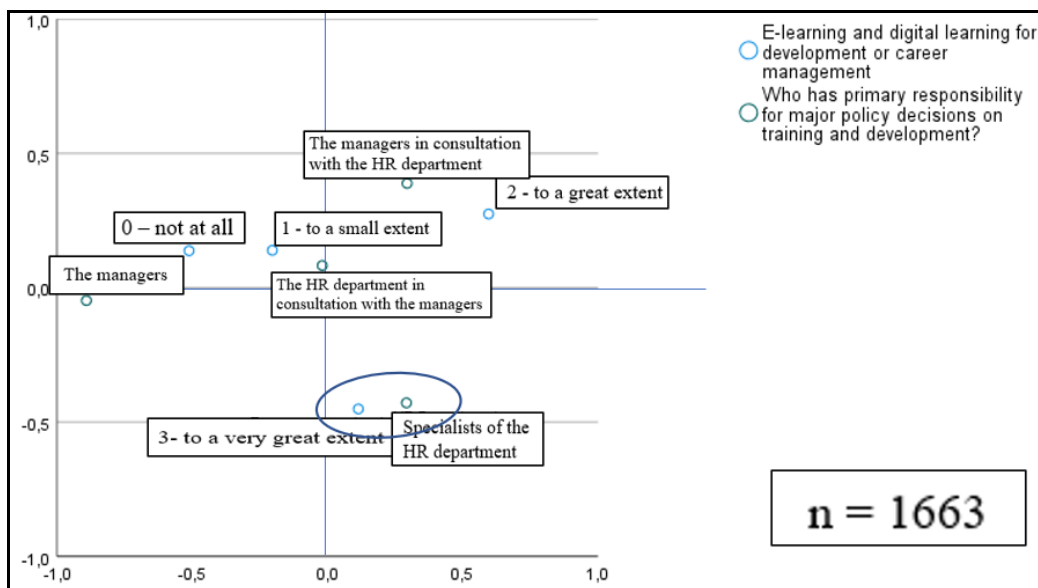 1,0
E-learning and digital learning for
development or career
management
Who has primary responsibility
for major policy decisions on
training and development?
0,5
The managers in consultation
with the HR department
2 - to a great extent
0 – not at all
1 - to a small extent
The managers
0,0
The HR department in
consultation with the managers
-0,5
3- to a very great extent
Specialists of the
HR department
n = 1663
-1,0
-1,0
-0,5
0,0
0,5
1,0